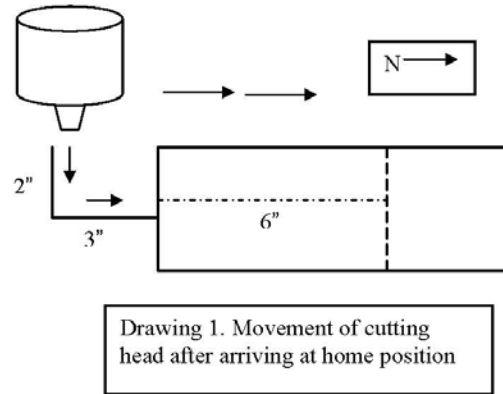 N
2"
3"
6"
Drawing 1. Movement of cutting
head after arriving at home position